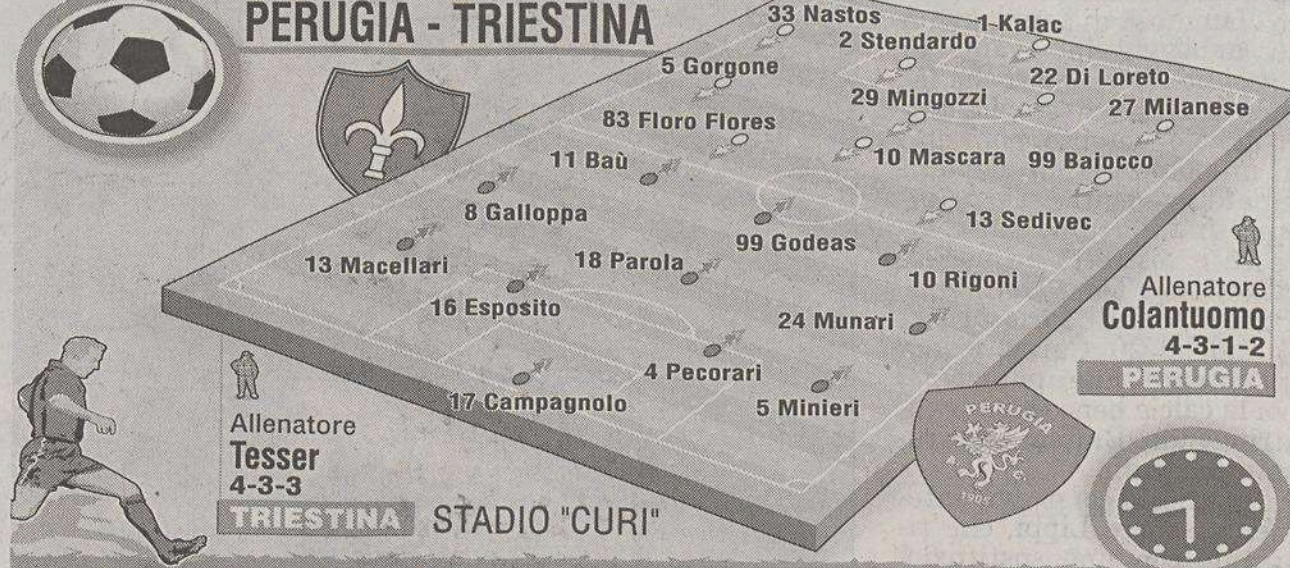 PERUGIA - TRIESTINA
33 Nastos
1 Kalac
2 Stendardo
5 Gorgone
22 Di Loreto
29 Mingozzi
27 Milanese
83 Floro Flores
11 Baù
10 Mascara
99 Baiocco
8 Galloppa
13 Sedivec
99 Godeas
13 Macellari
18 Parola
10 Rigoni
16 Esposito
24 Munari
4 Pecorari
17 Campagnolo
5 Minieri
Allenatore
Colantuomo
4-3-1-2
PERUGIA
PERUGIA
A. C.
1905
Allenatore
Tesser
4-3-3
TRIESTINA
STADIO "CURI"